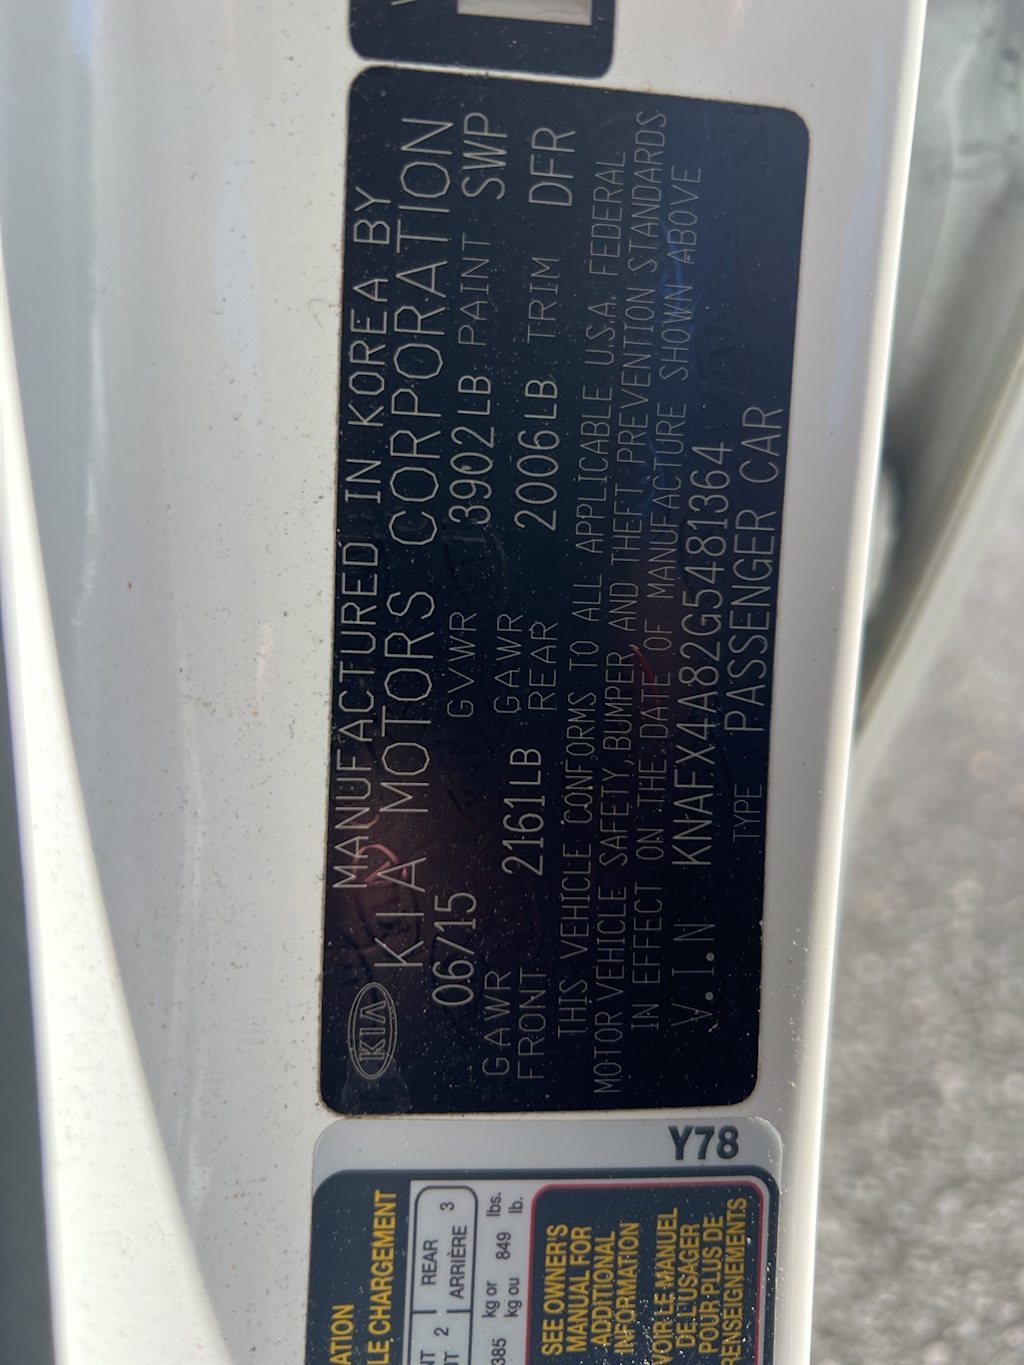 KIA
MANUFACTURED IN KOREA BY
KIA MOTORS CORPORATION
06/15 GVWR 3902LB PAINT SWP
GAWR FRONT 2161LB GAWR REAR 2006LB TRIM DFR
THIS VEHICLE CONFORMS TO ALL APPLICABLE U.S.A. FEDERAL
MOTOR VEHICLE SAFETY, BUMPER, AND THEFT PREVENTION STANDARDS
IN EFFECT ON THE DATE OF MANUFACTURE SHOWN ABOVE
V.I.N KNAFX4A82G5481364
TYPE PASSENGER CAR
Y78
LE CHARGEMENT
2 REAR ARRIÈRE 3
385 kg or kg ou 849 lbs. lb.
SEE OWNER'S
MANUAL FOR
ADDITIONAL
INFORMATION
VOIR LE MANUEL
DE L'USAGER
POUR PLUS DE
RENSEIGNEMENTS